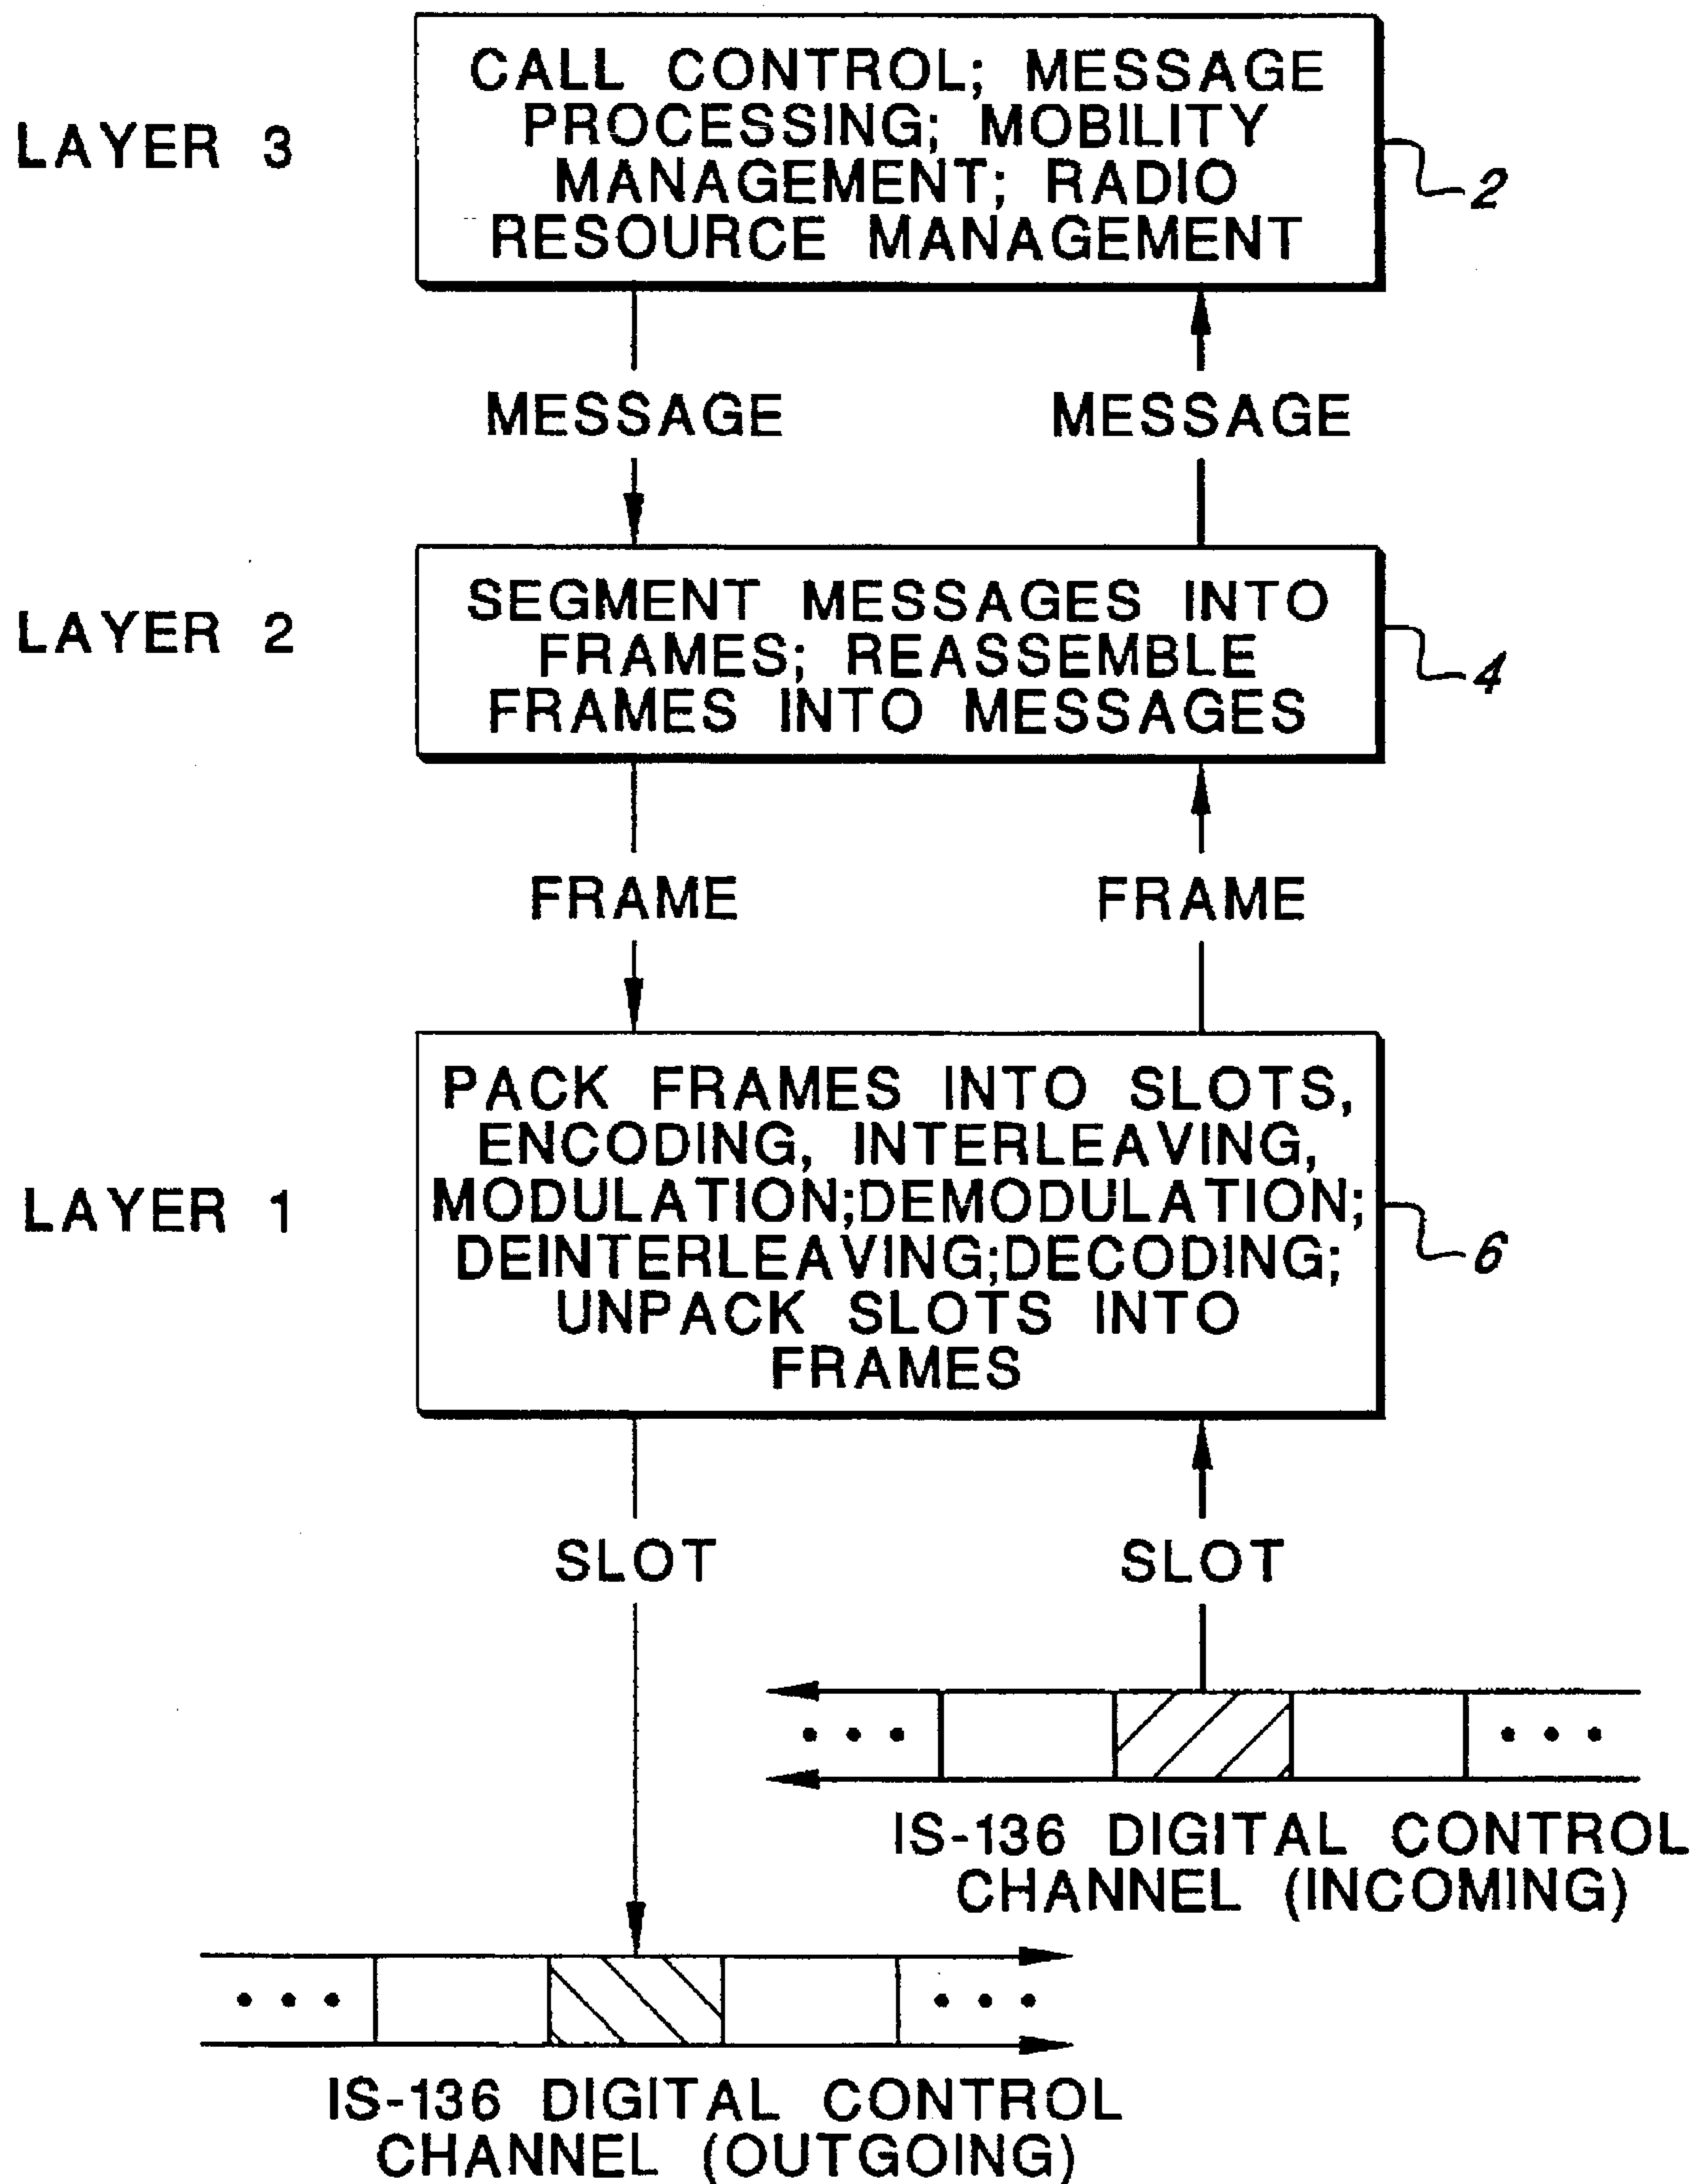 CALL CONTROL; MESSAGE
PROCESSING; MOBILITY
MANAGEMENT; RADIO
RESOURCE MANAGEMENT
LAYER 3
2
MESSAGE
MESSAGE
SEGMENT MESSAGES INTO
FRAMES; REASSEMBLE
FRAMES INTO MESSAGES
LAYER 2
4
FRAME
FRAME
PACK FRAMES INTO SLOTS,
ENCODING, INTERLEAVING,
MODULATION;DEMODULATION;
DEINTERLEAVING;DECODING;
UNPACK SLOTS INTO
FRAMES
LAYER 1
6
SLOT
SLOT
IS-136 DIGITAL CONTROL
CHANNEL (INCOMING)
IS-136 DIGITAL CONTROL
CHANNEL (OUTGOING)